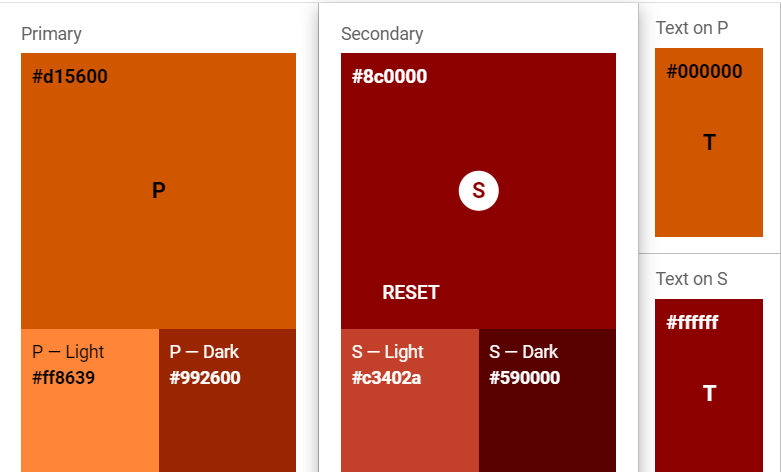 Primary
#d15600
P
P — Light
#ff8639
P — Dark
#992600
Secondary
#8c0000
S
RESET
S — Light
#c3402a
S — Dark
#590000
Text on P
#000000
T
Text on S
#ffffff
T